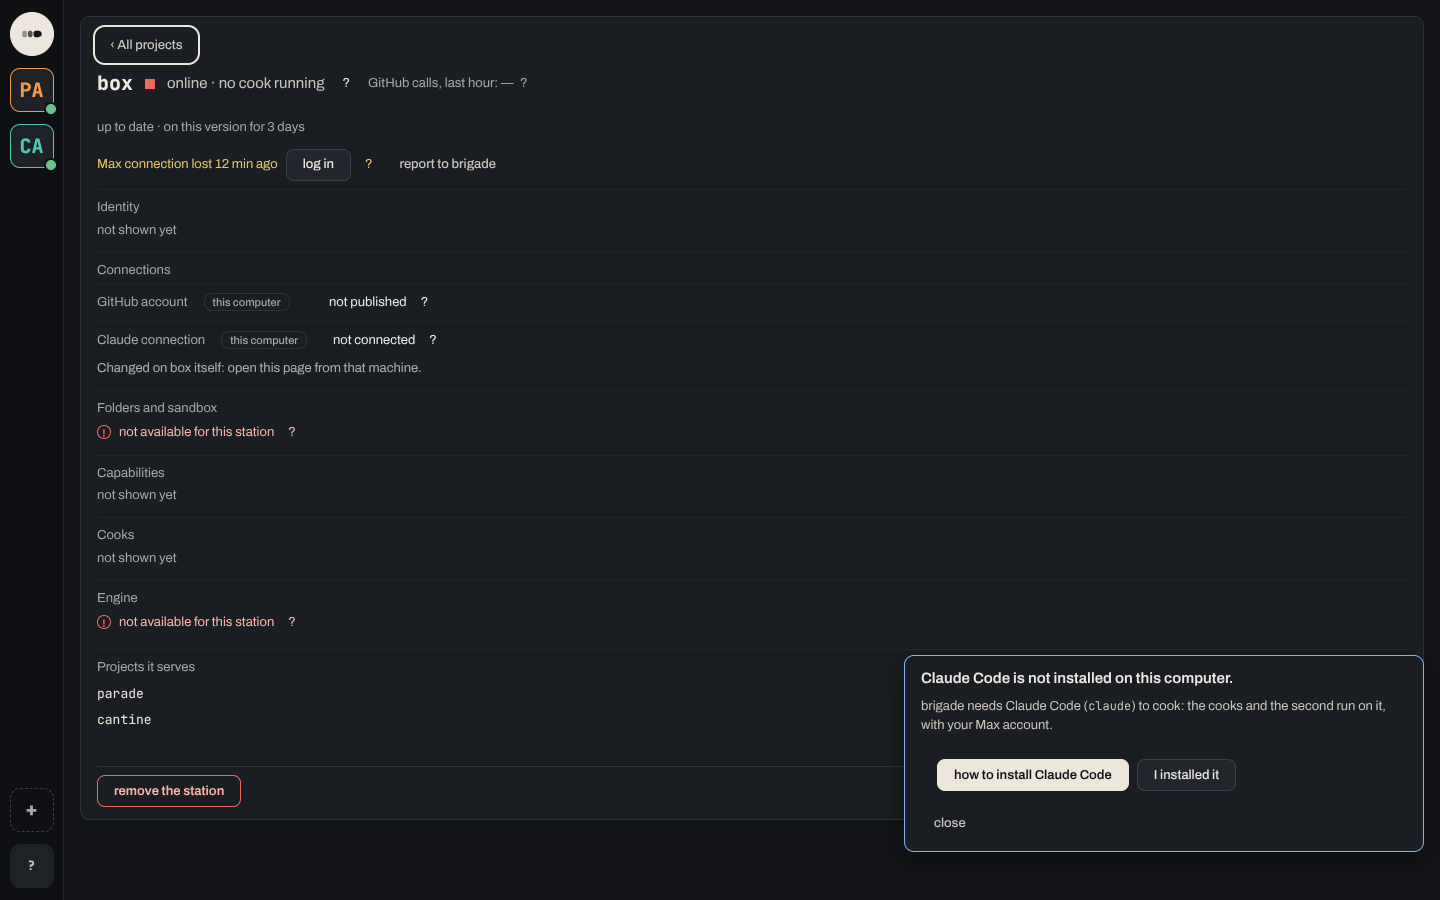 PA
CA
+
?
‹ All projects
box online · no cook running ? GitHub calls, last hour: — ?
up to date · on this version for 3 days
Max connection lost 12 min ago log in ? report to brigade
Identity
not shown yet
Connections
GitHub account this computer not published ?
Claude connection this computer not connected ?
Changed on box itself: open this page from that machine.
Folders and sandbox
! not available for this station ?
Capabilities
not shown yet
Cooks
not shown yet
Engine
! not available for this station ?
Projects it serves
parade
cantine
remove the station
Claude Code is not installed on this computer.
brigade needs Claude Code (claude) to cook: the cooks and the second run on it,
with your Max account.
how to install Claude Code I installed it
close